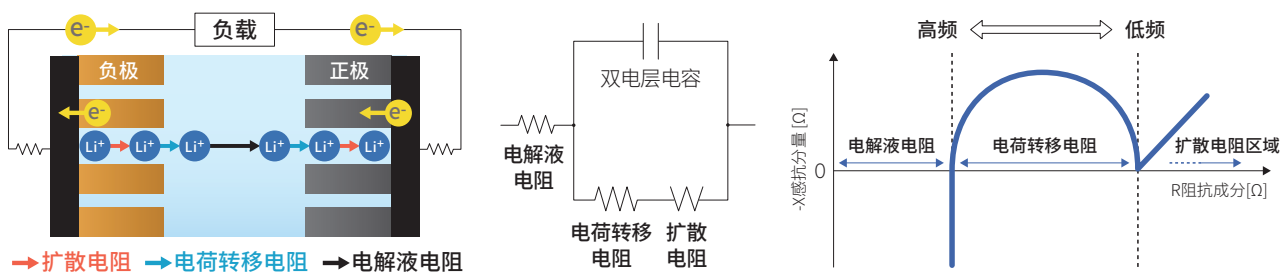 e-
负载
e-
负极
正极
e-
e-
Li+
Li+
Li+
Li+
Li+
Li+
扩散电阻
电荷转移电阻
电解液电阻
双电层电容
电解液
电阻
电荷转移
电阻
扩散
电阻
高频
低频
-X感抗分量[Ω]
电解液电阻
电荷转移电阻
扩散电阻区域
0
R阻抗成分[Ω]